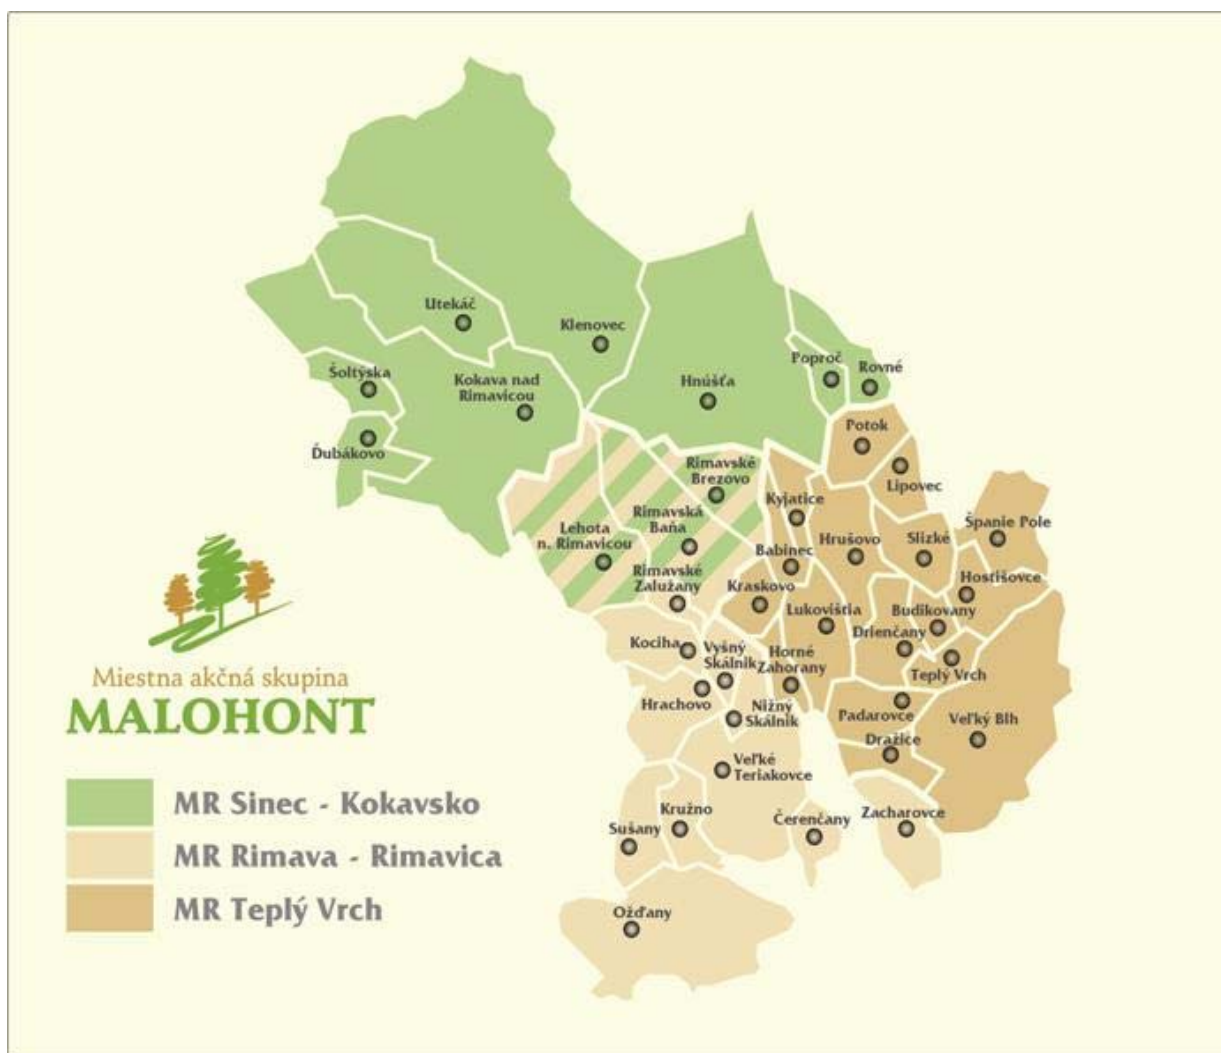 Utekáč
Klenovec
Šoltýska
Kokava nad
Rimavicou
Hnúšťa
Poproč
Rovné
Ďubákovo
Potok
Lipovec
Rimavské
Brezovo
Kyjatice
Rimavská
Baňa
Lehota
n. Rimavicou
Španie Pole
Hrušovo
Slizké
Babinec
Rimavské
Zalužany
Kraskovo
Hostišovce
Lukovištia
Budikovany
Drienčany
Kociha
Vyšný
Skálnik
Horné
Zahorany
Teplý Vrch
Hrachovo
Nižný
Skálnik
Padarovce
Veľký Blh
Dražice
Veľké
Teriakovce
Kružno
Sušany
Čerenčany
Zacharovce
Ožďany
Miestna akčná skupina
MALOHONT
MR Sinec - Kokavsko
MR Rimava - Rimavica
MR Teplý Vrch